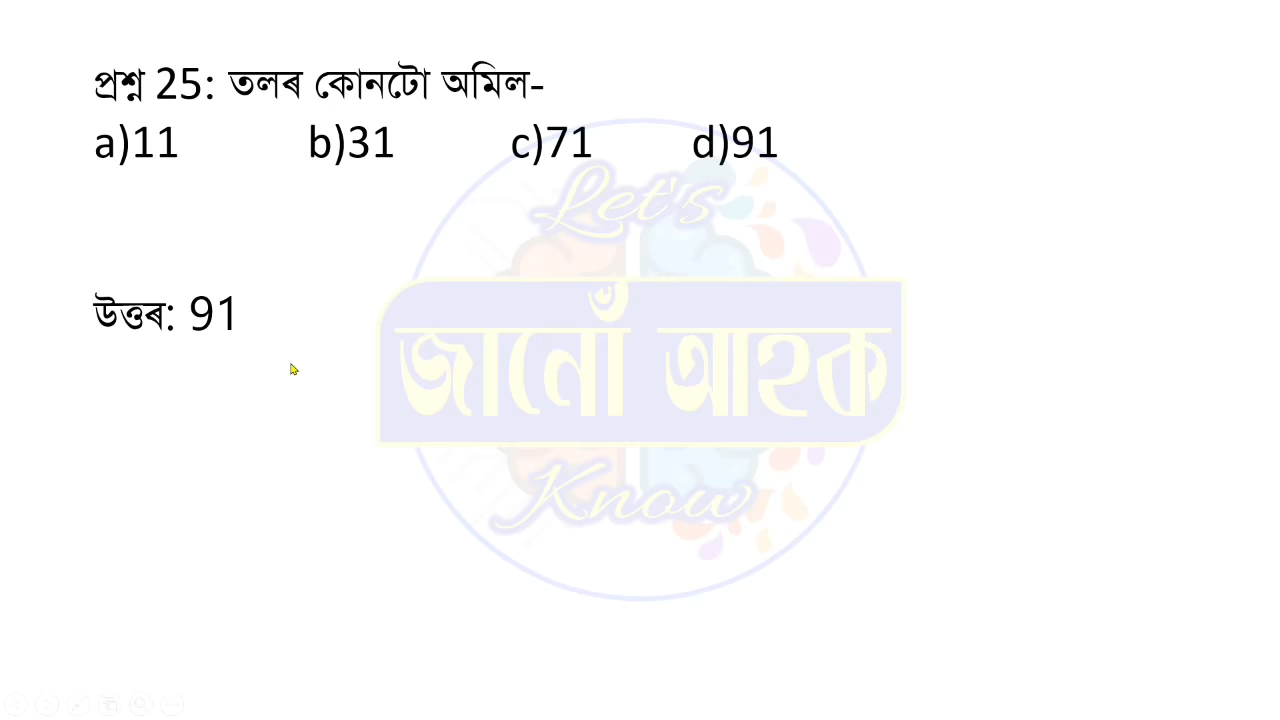 প্ৰশ্ন 25: তলৰ কোনটো অমিল-
a)11 b)31 c)71 d)91
Let's
উত্তৰ: 91
জানোঁ আহক
Know